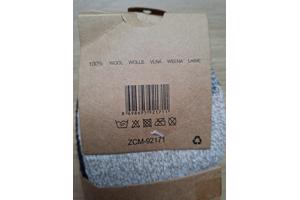 100% WOOL WOLLE VLNA WEŁNA LAINE
ZCM-92171